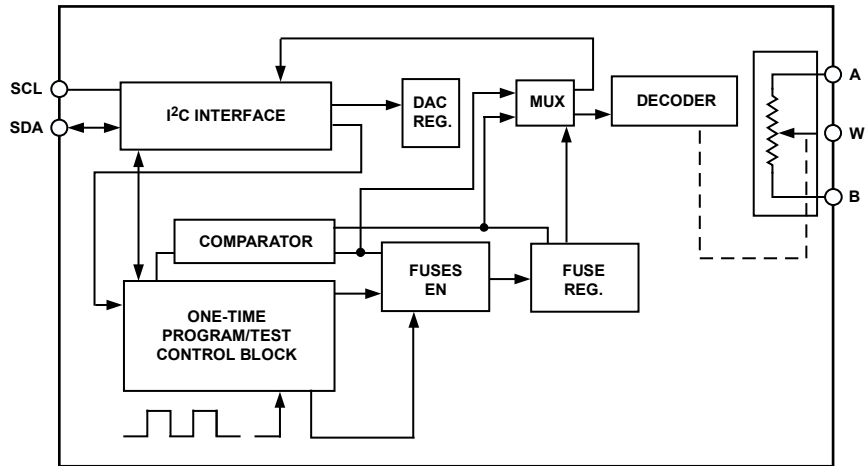 SCL
SDA
I²C INTERFACE
DAC
REG.
MUX
DECODER
A
W
B
COMPARATOR
FUSES
EN
FUSE
REG.
ONE-TIME
PROGRAM/TEST
CONTROL BLOCK